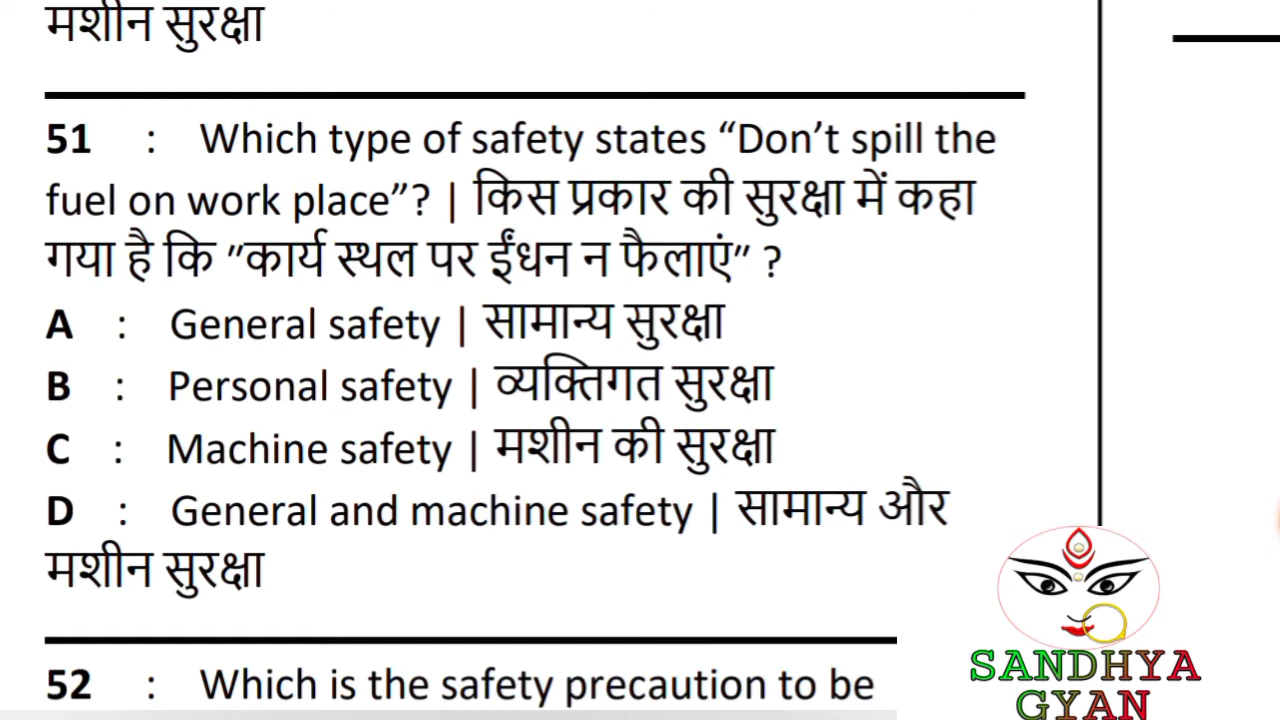 मशीन सुरक्षा
51 : Which type of safety states “Don’t spill the
fuel on work place”? | किस प्रकार की सुरक्षा में कहा
गया है कि ”कार्य स्थल पर ईंधन न फैलाएं” ?
A : General safety | सामान्य सुरक्षा
B : Personal safety | व्यक्तिगत सुरक्षा
C : Machine safety | मशीन की सुरक्षा
D : General and machine safety | सामान्य और
मशीन सुरक्षा
52 : Which is the safety precaution to be
SANDHYA
GYAN